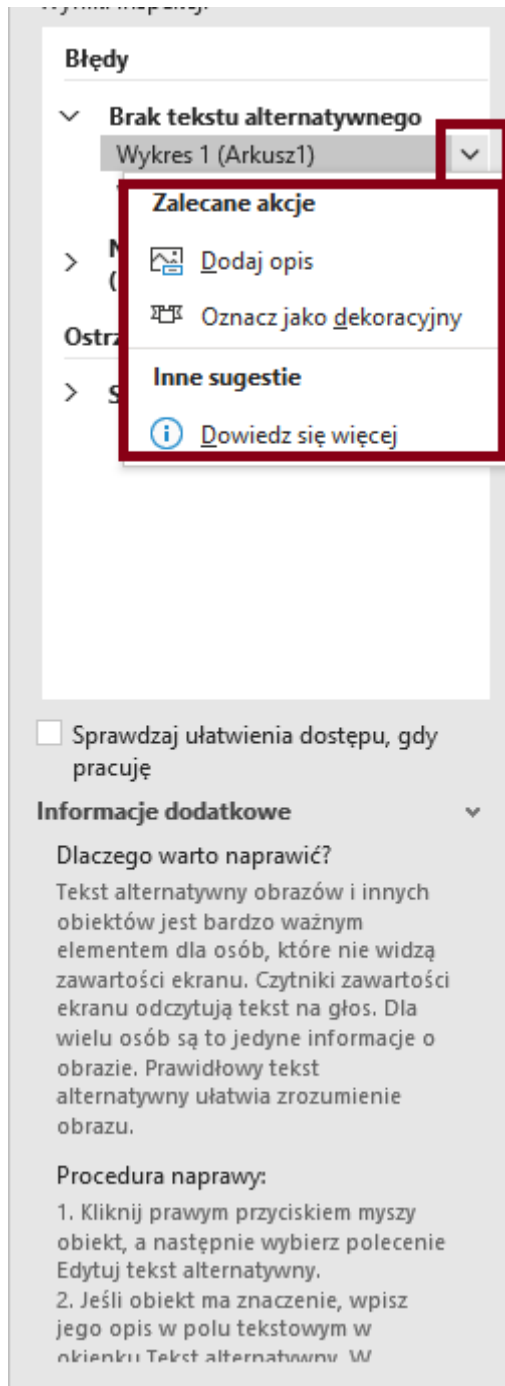 Błędy
Brak tekstu alternatywnego
Wykres 1 (Arkusz1)
Zalecane akcje
Dodaj opis
Oznacz jako dekoracyjny
Inne sugestie
Dowiedz się więcej
Sprawdzaj ułatwienia dostępu, gdy
pracuję
Informacje dodatkowe
Dlaczego warto naprawić?
Tekst alternatywny obrazów i innych
obiektów jest bardzo ważnym
elementem dla osób, które nie widzą
zawartości ekranu. Czytniki zawartości
ekranu odczytują tekst na głos. Dla
wielu osób są to jedyne informacje o
obrazie. Prawidłowy tekst
alternatywny ułatwia zrozumienie
obrazu.
Procedura naprawy:
1. Kliknij prawym przyciskiem myszy
obiekt, a następnie wybierz polecenie
Edytuj tekst alternatywny.
2. Jeśli obiekt ma znaczenie, wpisz
jego opis w polu tekstowym w
okienku Tekst alternatywny. W